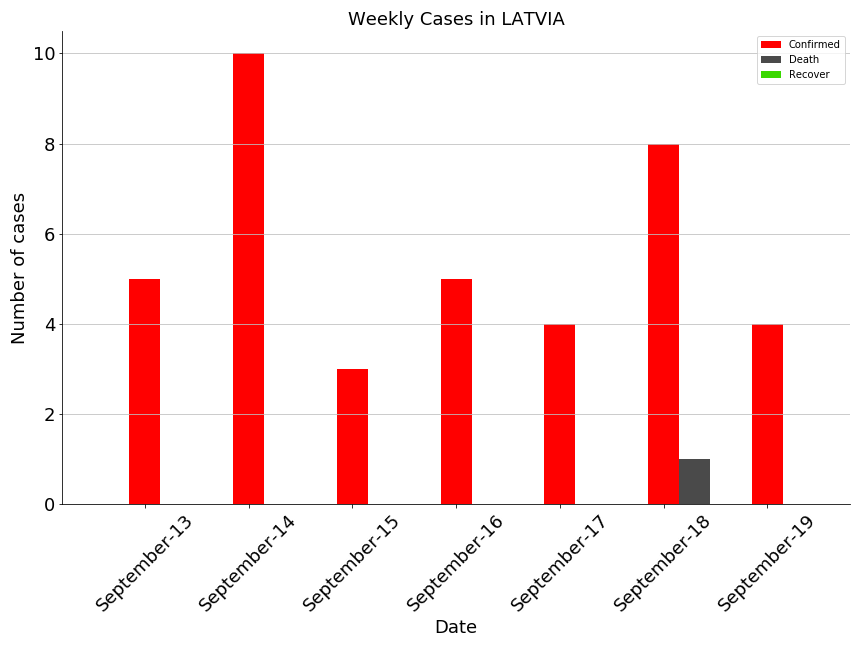 Weekly Cases in LATVIA
Confirmed
Death
Recover
Number of cases
10
8
6
4
2
0
September-13
September-14
September-15
September-16
September-17
September-18
September-19
Date